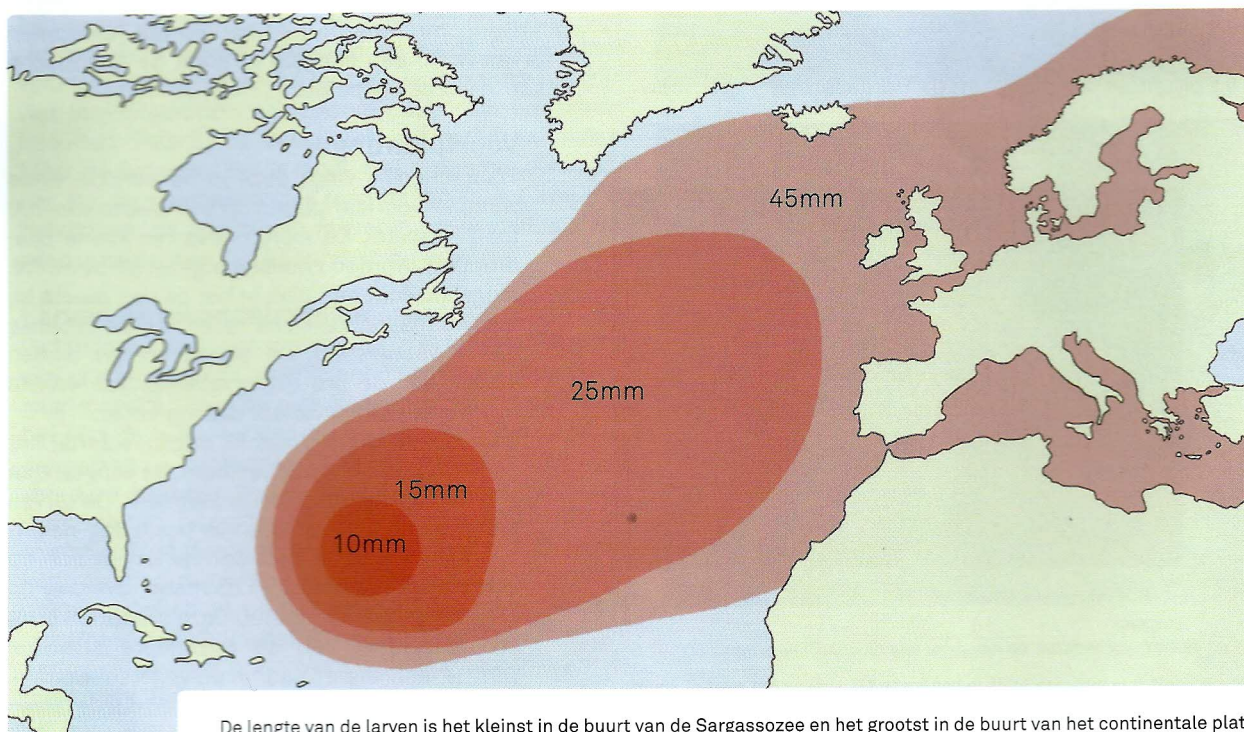 45mm
25mm
15mm
10mm
De lengte van de larven is het kleinst in de buurt van de Sargassozee en het grootst in de buurt van het continentale plat